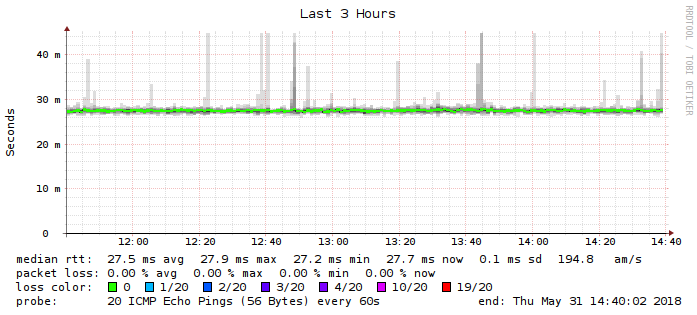 Last 3 Hours
RRDTOOL / TOBI OETIKER
Seconds
40 m
30 m
20 m
10 m
0
12:00 12:20 12:40 13:00 13:20 13:40 14:00 14:20 14:40
median rtt: 27.5 ms avg 27.9 ms max 27.2 ms min 27.7 ms now 0.1 ms sd 194.8 am/s
packet loss: 0.00 % avg 0.00 % max 0.00 % min 0.00 % now
loss color: 0 1/20 2/20 3/20 4/20 10/20 19/20
probe: 20 ICMP Echo Pings (56 Bytes) every 60s end: Thu May 31 14:40:02 2018